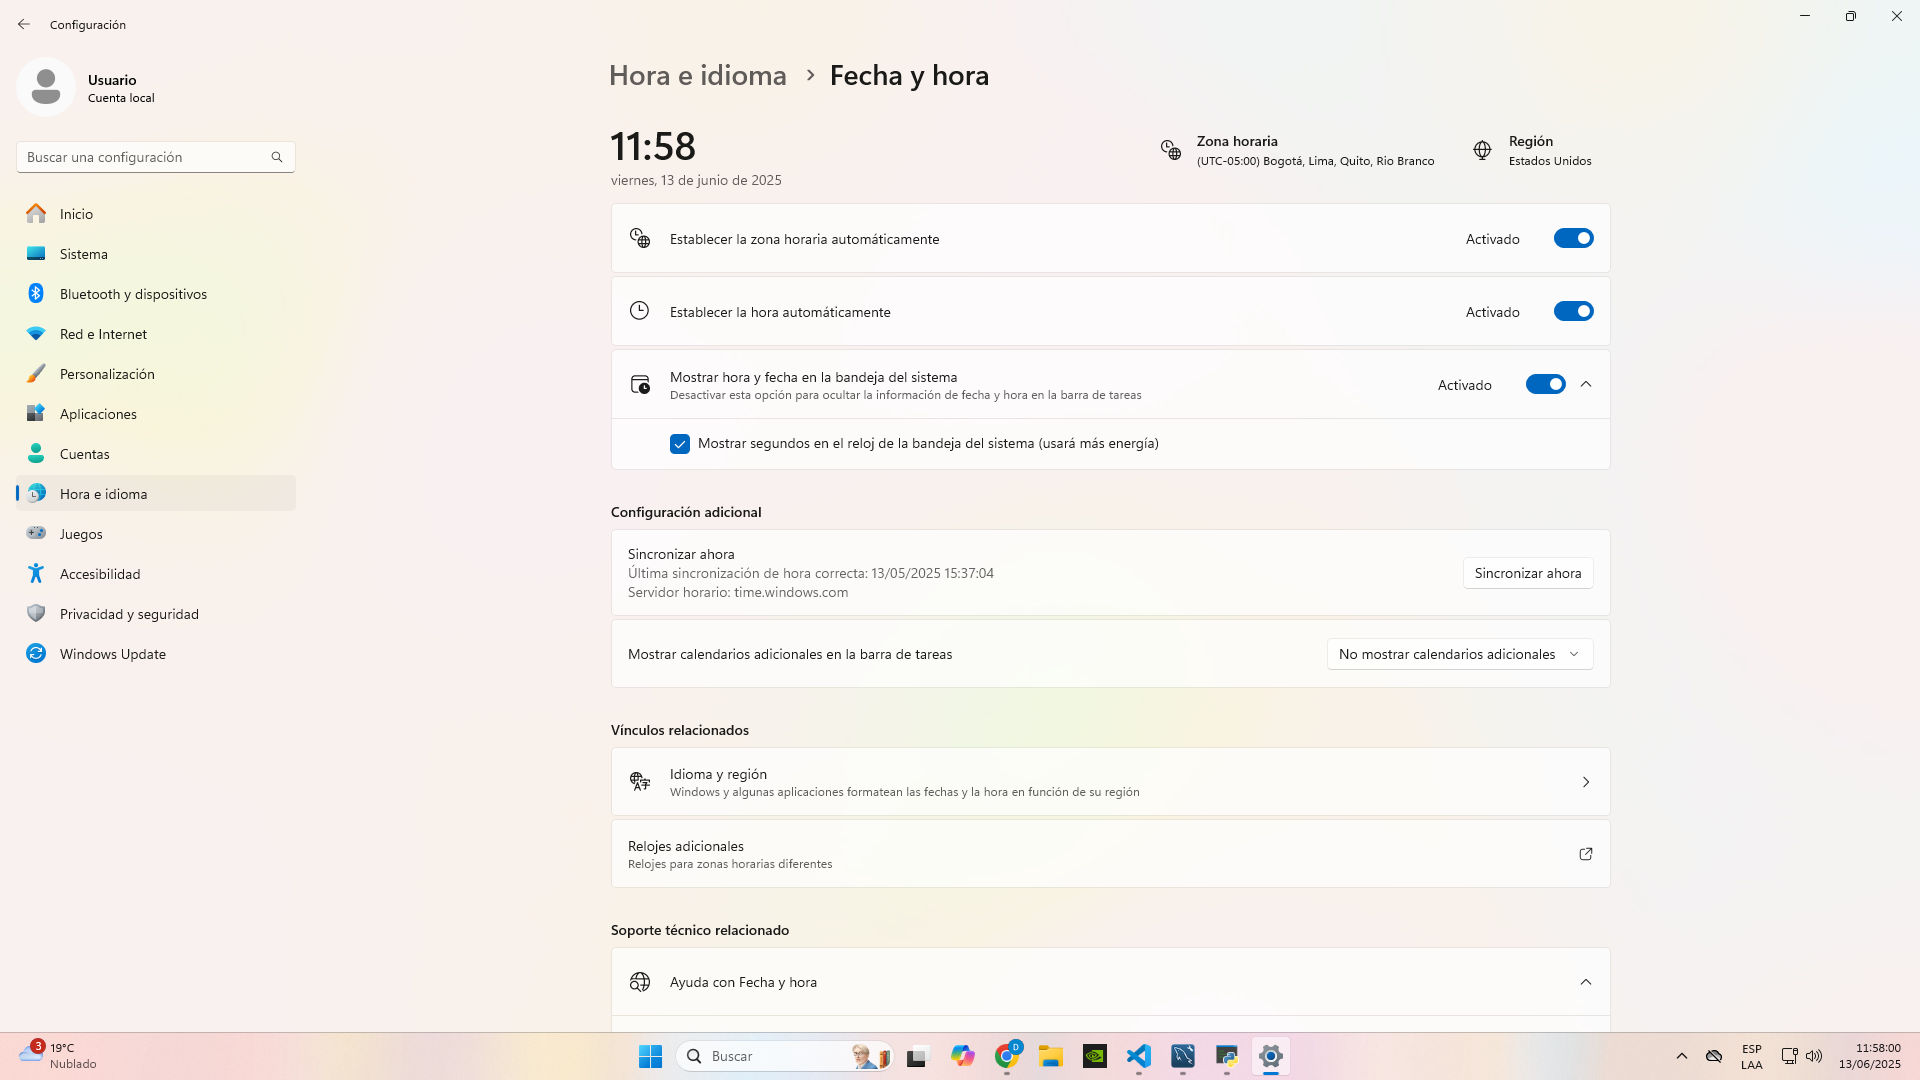 Configuración
Usuario
Cuenta local
Buscar una configuración
Inicio
Sistema
Bluetooth y dispositivos
Red e Internet
Personalización
Aplicaciones
Cuentas
Hora e idioma
Juegos
Accesibilidad
Privacidad y seguridad
Windows Update
Hora e idioma > Fecha y hora
11:58
viernes, 13 de junio de 2025
Zona horaria
(UTC-05:00) Bogotá, Lima, Quito, Rio Branco
Región
Estados Unidos
Establecer la zona horaria automáticamente
Activado
Establecer la hora automáticamente
Activado
Mostrar hora y fecha en la bandeja del sistema
Desactivar esta opción para ocultar la información de fecha y hora en la barra de tareas
Activado
Mostrar segundos en el reloj de la bandeja del sistema (usará más energía)
Configuración adicional
Sincronizar ahora
Última sincronización de hora correcta: 13/05/2025 15:37:04
Servidor horario: time.windows.com
Sincronizar ahora
Mostrar calendarios adicionales en la barra de tareas
No mostrar calendarios adicionales
Vínculos relacionados
Idioma y región
Windows y algunas aplicaciones formatean las fechas y la hora en función de su región
Relojes adicionales
Relojes para zonas horarias diferentes
Soporte técnico relacionado
Ayuda con Fecha y hora
3
19°C
Nublado
Buscar
D
ESP
LAA
11:58:00
13/06/2025